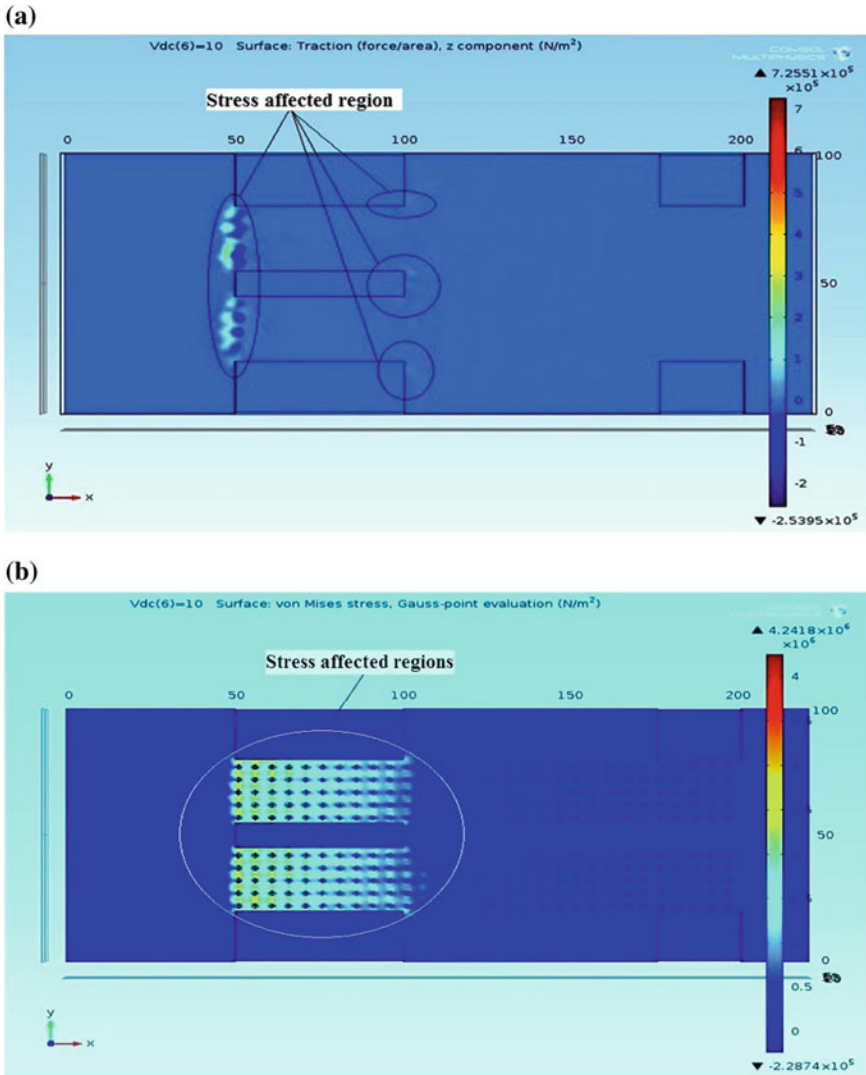 (a)
Vdc(6)=10 Surface: Traction (force/area), z component (N/m²)
COMSOL
MULTIPHYSICS
▲ 7.2551×10⁵
×10⁵
Stress affected region
0 50 100 150 200
7
6
5
4
3
2
1
0
-1
-2
100
50
0
y
x
▼ -2.5395×10⁵
(b)
Vdc(6)=10 Surface: von Mises stress, Gauss-point evaluation (N/m²)
▲ 4.2418×10⁶
×10⁶
Stress affected regions
0 50 100 150 200
4
0.5
0
100
50
0
y
x
▼ -2.2874×10⁵